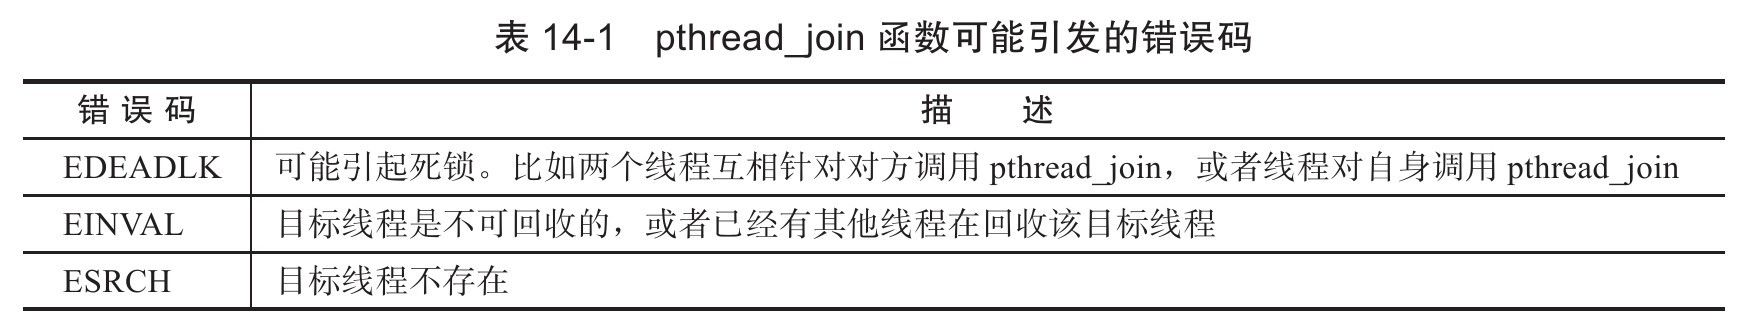 表 14-1 pthread_join 函数可能引发的错误码
错 误 码 描 述
EDEADLK 可能引起死锁。比如两个线程互相针对对方调用 pthread_join，或者线程对自身调用 pthread_join
EINVAL 目标线程是不可回收的，或者已经有其他线程在回收该目标线程
ESRCH 目标线程不存在